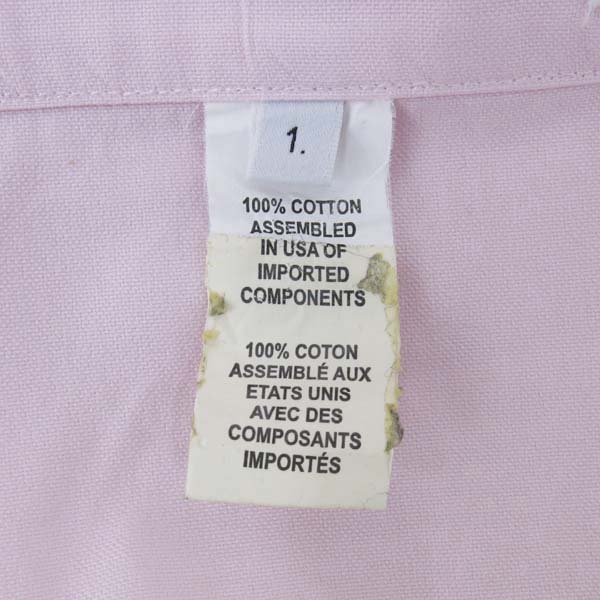 1.
100% COTTON
ASSEMBLED
IN USA OF
IMPORTED
COMPONENTS
100% COTON
ASSEMBLÉ AUX
ETATS UNIS
AVEC DES
COMPOSANTS
IMPORTÉS